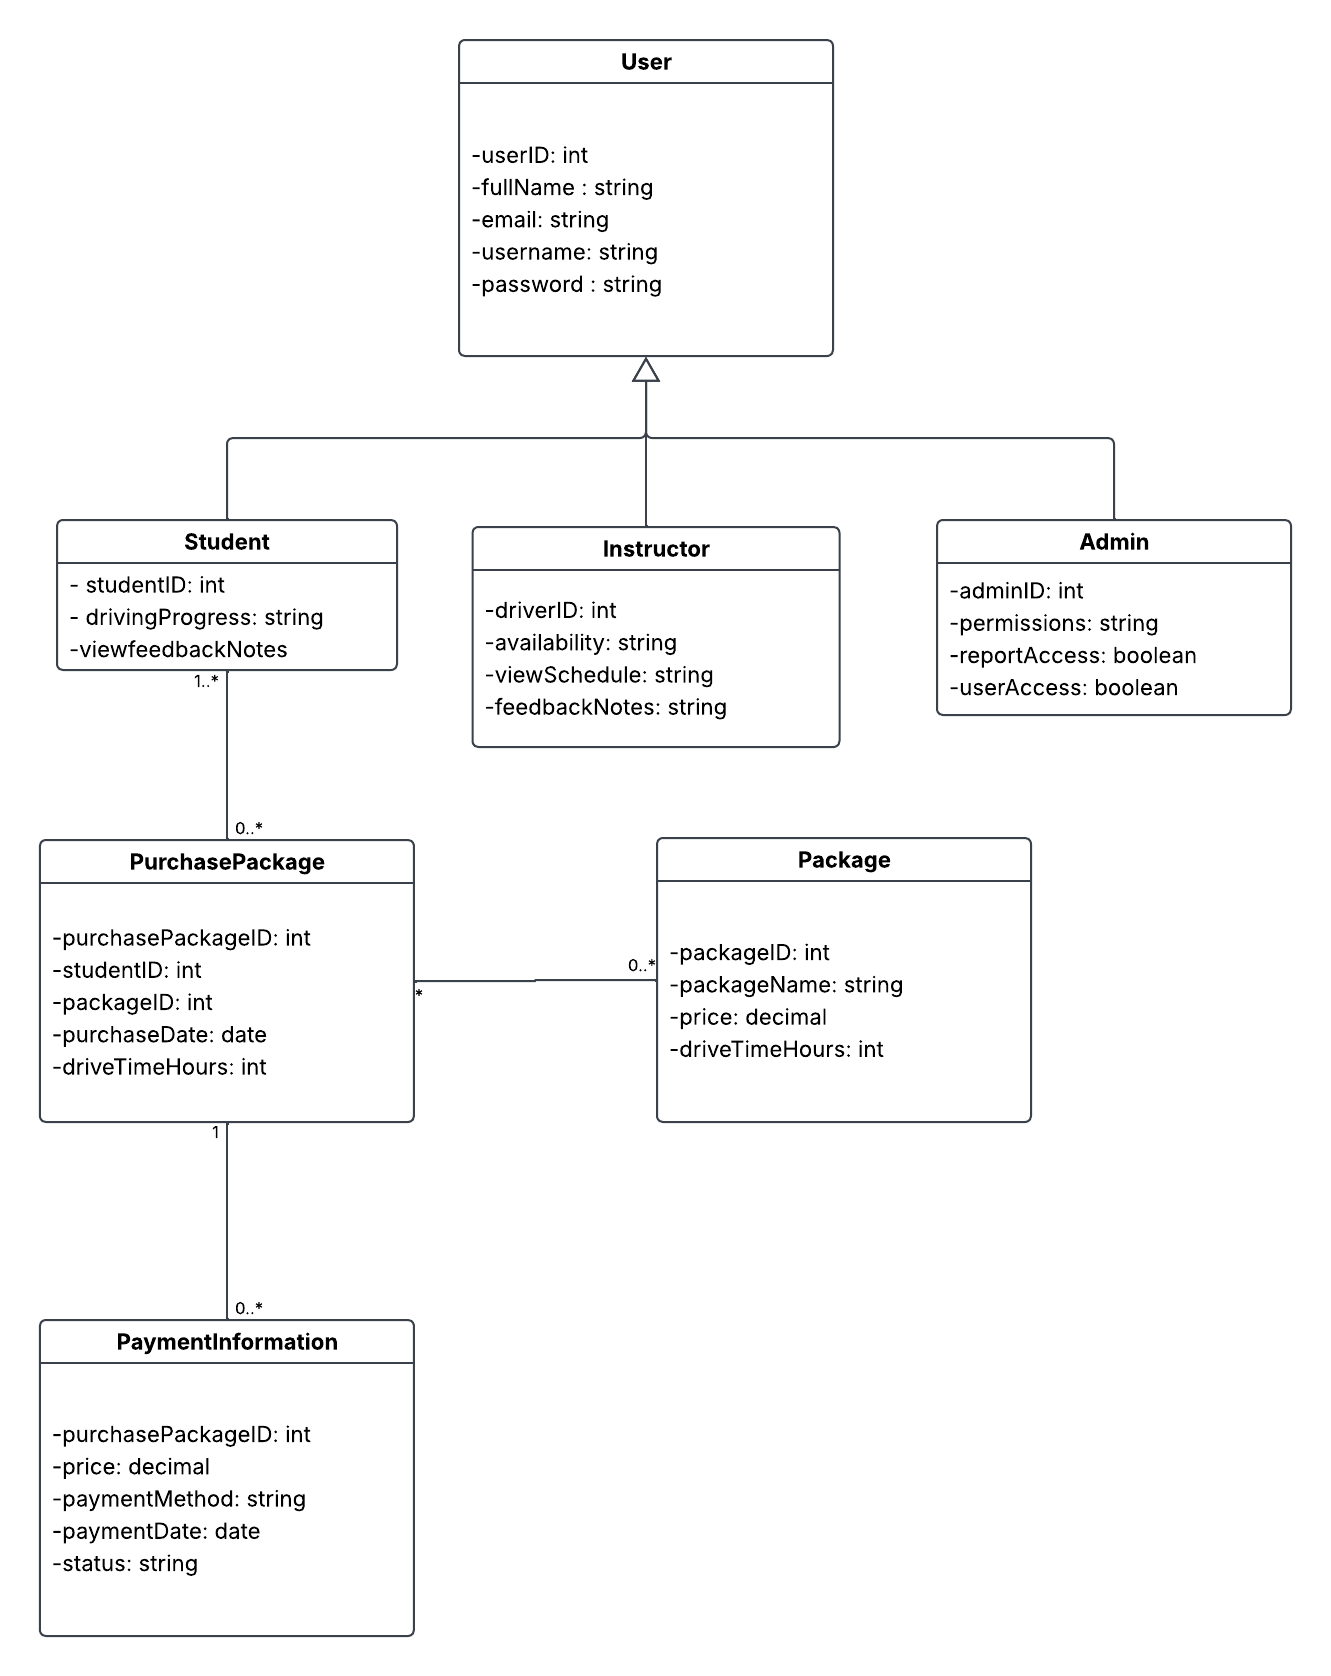 User
-userID: int
-fullName : string
-email: string
-username: string
-password : string
Student
- studentID: int
- drivingProgress: string
-viewfeedbackNotes
Instructor
-driverID: int
-availability: string
-viewSchedule: string
-feedbackNotes: string
Admin
-adminID: int
-permissions: string
-reportAccess: boolean
-userAccess: boolean
1..*
0..*
PurchasePackage
-purchasePackageID: int
-studentID: int
-packageID: int
-purchaseDate: date
-driveTimeHours: int
*
0..*
Package
-packageID: int
-packageName: string
-price: decimal
-driveTimeHours: int
1
0..*
PaymentInformation
-purchasePackageID: int
-price: decimal
-paymentMethod: string
-paymentDate: date
-status: string